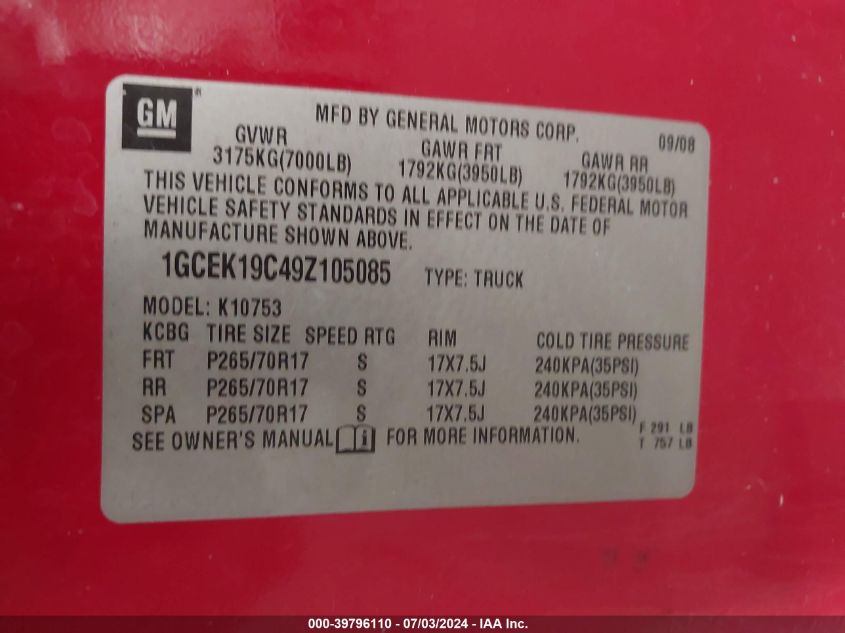 GM®
MFD BY GENERAL MOTORS CORP. 09/08
GVWR GAWR FRT GAWR RR
3175KG(7000LB) 1792KG(3950LB) 1792KG(3950LB)
THIS VEHICLE CONFORMS TO ALL APPLICABLE U.S. FEDERAL MOTOR
VEHICLE SAFETY STANDARDS IN EFFECT ON THE DATE OF
MANUFACTURE SHOWN ABOVE.
1GCEK19C49Z105085 TYPE: TRUCK
MODEL: K10753
KCBG TIRE SIZE SPEED RTG RIM COLD TIRE PRESSURE
FRT P265/70R17 S 17X7.5J 240KPA(35PSI)
RR P265/70R17 S 17X7.5J 240KPA(35PSI)
SPA P265/70R17 S 17X7.5J 240KPA(35PSI)
F 291 LB
SEE OWNER'S MANUAL i FOR MORE INFORMATION. T 757 LB
000-39796110 / 07/03/2024 - IAA Inc.